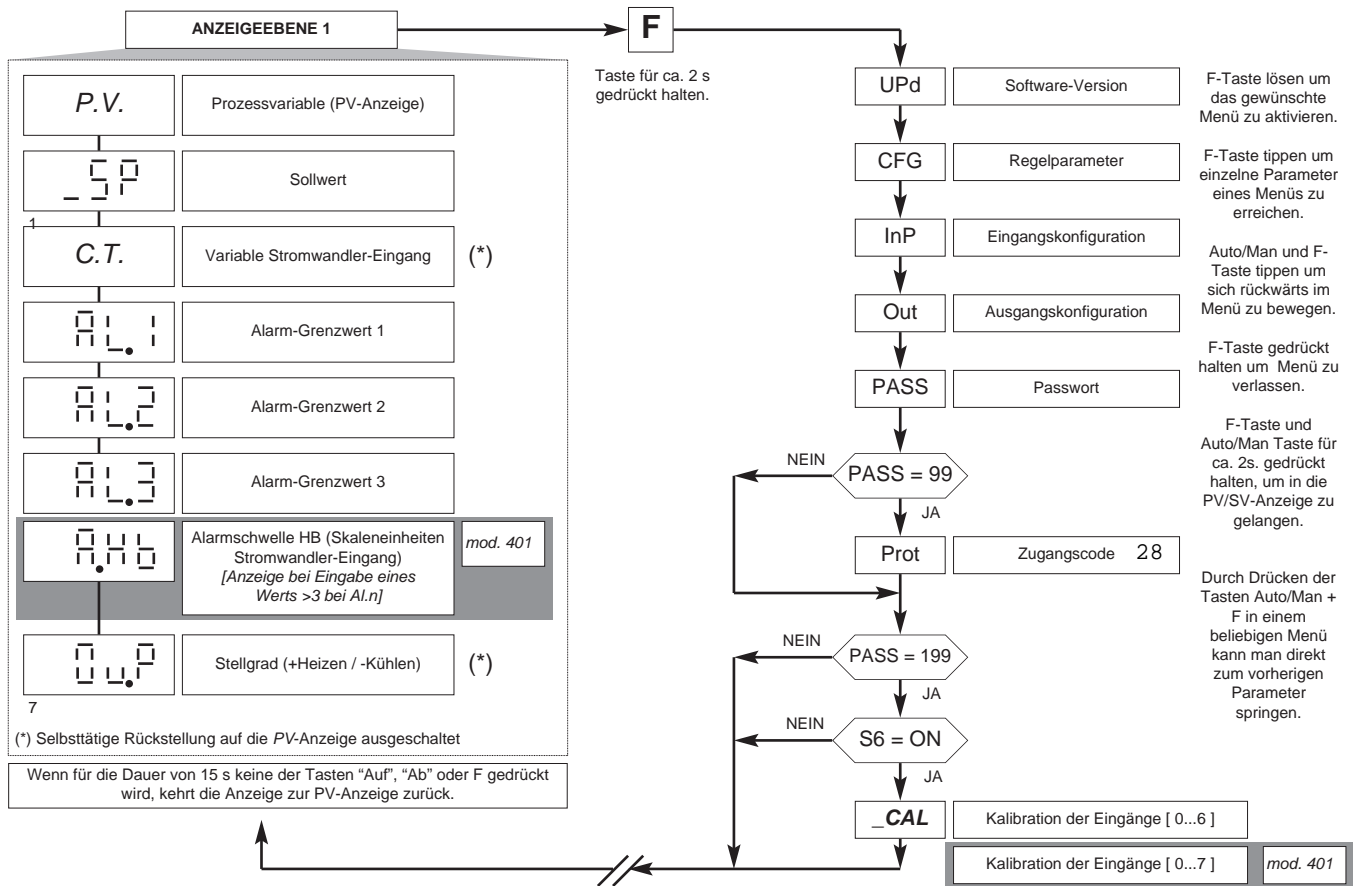 ANZEIGEEBENE 1
F
Taste für ca. 2 s
gedrückt halten.
P.V.
Prozessvariable (PV-Anzeige)
_SP
Sollwert
1
C.T.
Variable Stromwandler-Eingang
(*)
AL.1
Alarm-Grenzwert 1
AL.2
Alarm-Grenzwert 2
AL.3
Alarm-Grenzwert 3
A.Hb
Alarmschwelle HB (Skaleneinheiten
Stromwandler-Eingang)
[Anzeige bei Eingabe eines
Werts >3 bei Al.n]
mod. 401
Ou.P
Stellgrad (+Heizen / -Kühlen)
(*)
7
(*) Selbsttätige Rückstellung auf die PV-Anzeige ausgeschaltet
Wenn für die Dauer von 15 s keine der Tasten “Auf”, “Ab” oder F gedrückt
wird, kehrt die Anzeige zur PV-Anzeige zurück.
UPd
Software-Version
CFG
Regelparameter
InP
Eingangskonfiguration
Out
Ausgangskonfiguration
PASS
Passwort
NEIN
PASS = 99
JA
Prot
Zugangscode 28
NEIN
PASS = 199
JA
NEIN
S6 = ON
JA
_CAL
Kalibration der Eingänge [ 0...6 ]
Kalibration der Eingänge [ 0...7 ]
mod. 401
F-Taste lösen um
das gewünschte
Menü zu aktivieren.
F-Taste tippen um
einzelne Parameter
eines Menüs zu
erreichen.
Auto/Man und F-
Taste tippen um
sich rückwärts im
Menü zu bewegen.
F-Taste gedrückt
halten um Menü zu
verlassen.
F-Taste und
Auto/Man Taste für
ca. 2s. gedrückt
halten, um in die
PV/SV-Anzeige zu
gelangen.
Durch Drücken der
Tasten Auto/Man +
F in einem
beliebigen Menü
kann man direkt
zum vorherigen
Parameter
springen.